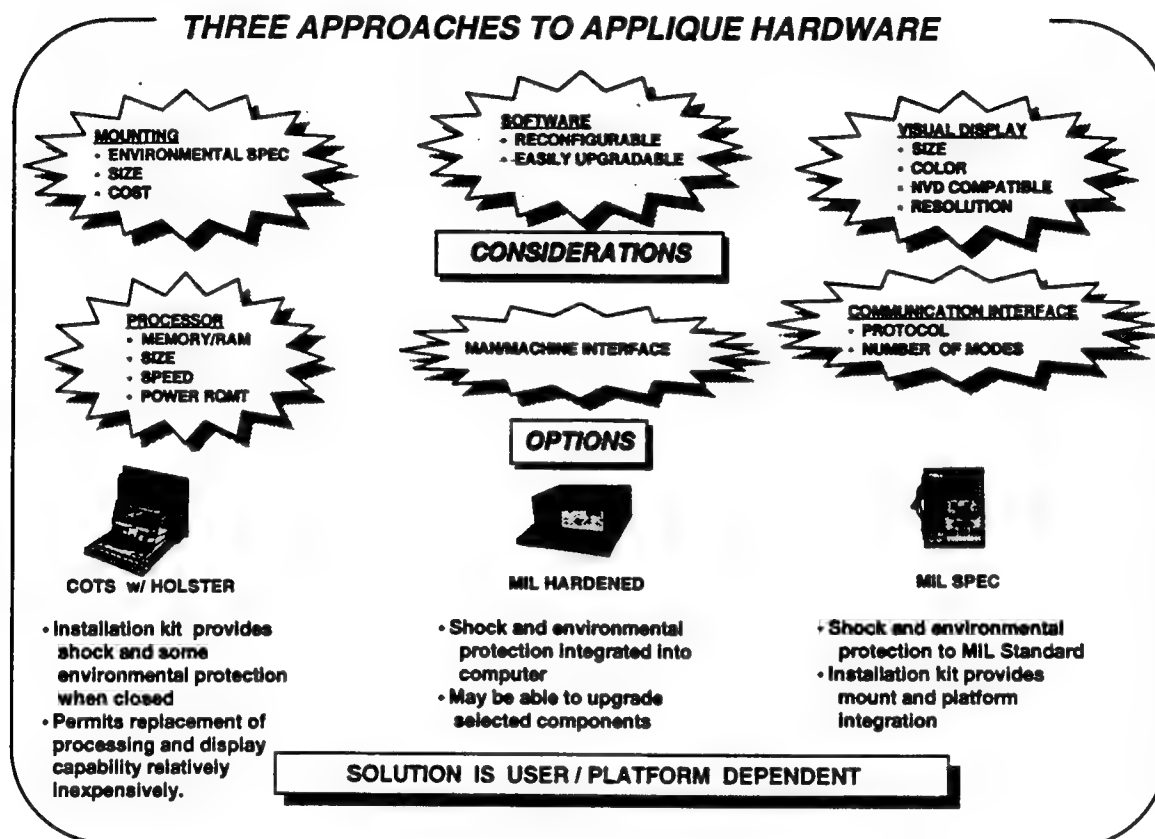 THREE APPROACHES TO APPLIQUE HARDWARE
MOUNTING
• ENVIRONMENTAL SPEC
• SIZE
• COST
SOFTWARE
• RECONFIGURABLE
• EASILY UPGRADABLE
VISUAL DISPLAY
• SIZE
• COLOR
• NVD COMPATIBLE
• RESOLUTION
CONSIDERATIONS
PROCESSOR
• MEMORY/RAM
• SIZE
• SPEED
• POWER RQMT
MAN/MACHINE INTERFACE
COMMUNICATION INTERFACE
• PROTOCOL
• NUMBER OF MODES
OPTIONS
COTS w/ HOLSTER
• Installation kit provides
shock and some
environmental protection
when closed
• Permits replacement of
processing and display
capability relatively
inexpensively.
MIL HARDENED
• Shock and environmental
protection integrated into
computer
• May be able to upgrade
selected components
MIL SPEC
• Shock and environmental
protection to MIL Standard
• Installation kit provides
mount and platform
integration
SOLUTION IS USER / PLATFORM DEPENDENT